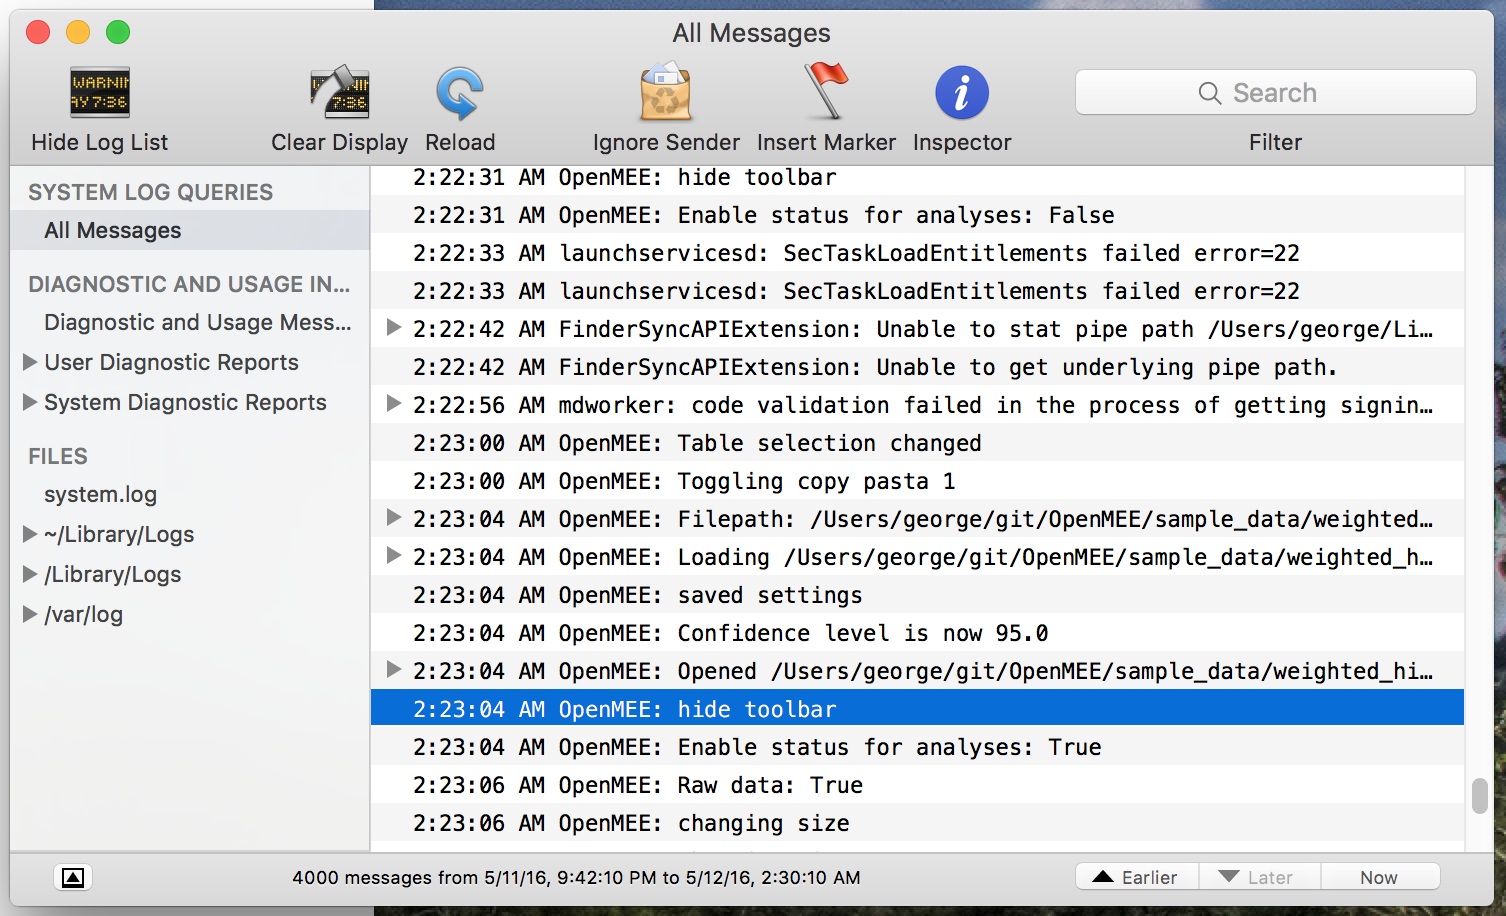 All Messages
WARNIN
AY 7:36
7:36
Hide Log List
Clear Display
Reload
Ignore Sender
Insert Marker
Inspector
Search
Filter
SYSTEM LOG QUERIES
All Messages
DIAGNOSTIC AND USAGE IN...
Diagnostic and Usage Mess...
User Diagnostic Reports
System Diagnostic Reports
FILES
system.log
~/Library/Logs
/Library/Logs
/var/log
2:22:31 AM OpenMEE: hide toolbar
2:22:31 AM OpenMEE: Enable status for analyses: False
2:22:33 AM launchservicesd: SecTaskLoadEntitlements failed error=22
2:22:33 AM launchservicesd: SecTaskLoadEntitlements failed error=22
2:22:42 AM FinderSyncAPIExtension: Unable to stat pipe path /Users/george/Li…
2:22:42 AM FinderSyncAPIExtension: Unable to get underlying pipe path.
2:22:56 AM mdworker: code validation failed in the process of getting signin…
2:23:00 AM OpenMEE: Table selection changed
2:23:00 AM OpenMEE: Toggling copy pasta 1
2:23:04 AM OpenMEE: Filepath: /Users/george/git/OpenMEE/sample_data/weighted…
2:23:04 AM OpenMEE: Loading /Users/george/git/OpenMEE/sample_data/weighted_h…
2:23:04 AM OpenMEE: saved settings
2:23:04 AM OpenMEE: Confidence level is now 95.0
2:23:04 AM OpenMEE: Opened /Users/george/git/OpenMEE/sample_data/weighted_hi…
2:23:04 AM OpenMEE: hide toolbar
2:23:04 AM OpenMEE: Enable status for analyses: True
2:23:06 AM OpenMEE: Raw data: True
2:23:06 AM OpenMEE: changing size
4000 messages from 5/11/16, 9:42:10 PM to 5/12/16, 2:30:10 AM
Earlier
Later
Now